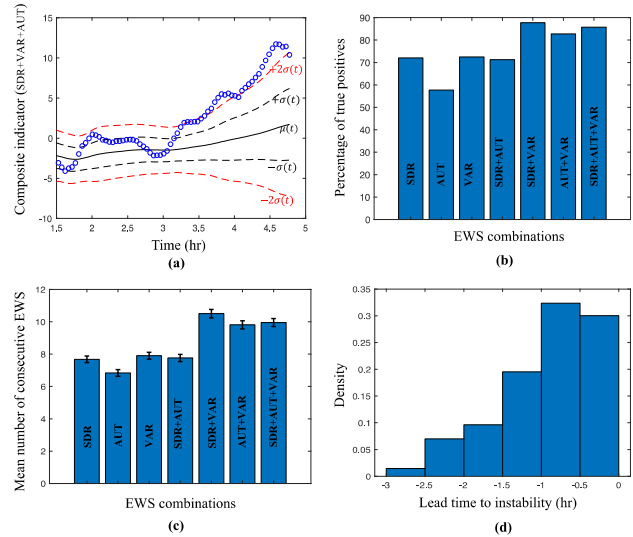 Composite indicator (SDR+VAR+AUT)
15
10
5
0
-5
-10
+2σ(t)
+σ(t)
μ(t)
−σ(t)
−2σ(t)
1.5
2
2.5
3
3.5
4
4.5
5
Time (hr)
(a)
Percentage of true positives
90
80
70
60
50
40
30
20
10
0
SDR
AUT
VAR
SDR+AUT
SDR+VAR
AUT+VAR
SDR+AUT+VAR
EWS combinations
(b)
Mean number of consecutive EWS
12
10
8
6
4
2
0
SDR
AUT
VAR
SDR+AUT
SDR+VAR
AUT+VAR
SDR+AUT+VAR
EWS combinations
(c)
Density
0.35
0.3
0.25
0.2
0.15
0.1
0.05
0
-3
-2.5
-2
-1.5
-1
-0.5
0
Lead time to instability (hr)
(d)